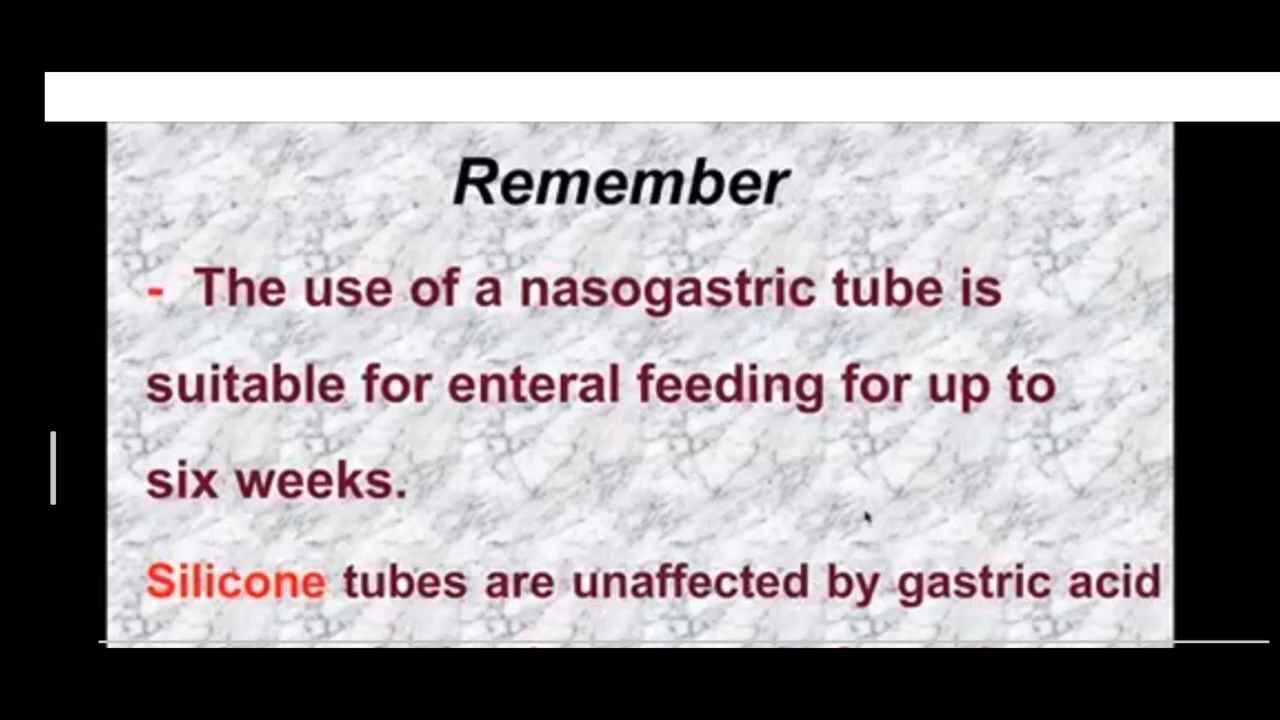 Remember
- The use of a nasogastric tube is
suitable for enteral feeding for up to
six weeks.
Silicone tubes are unaffected by gastric acid